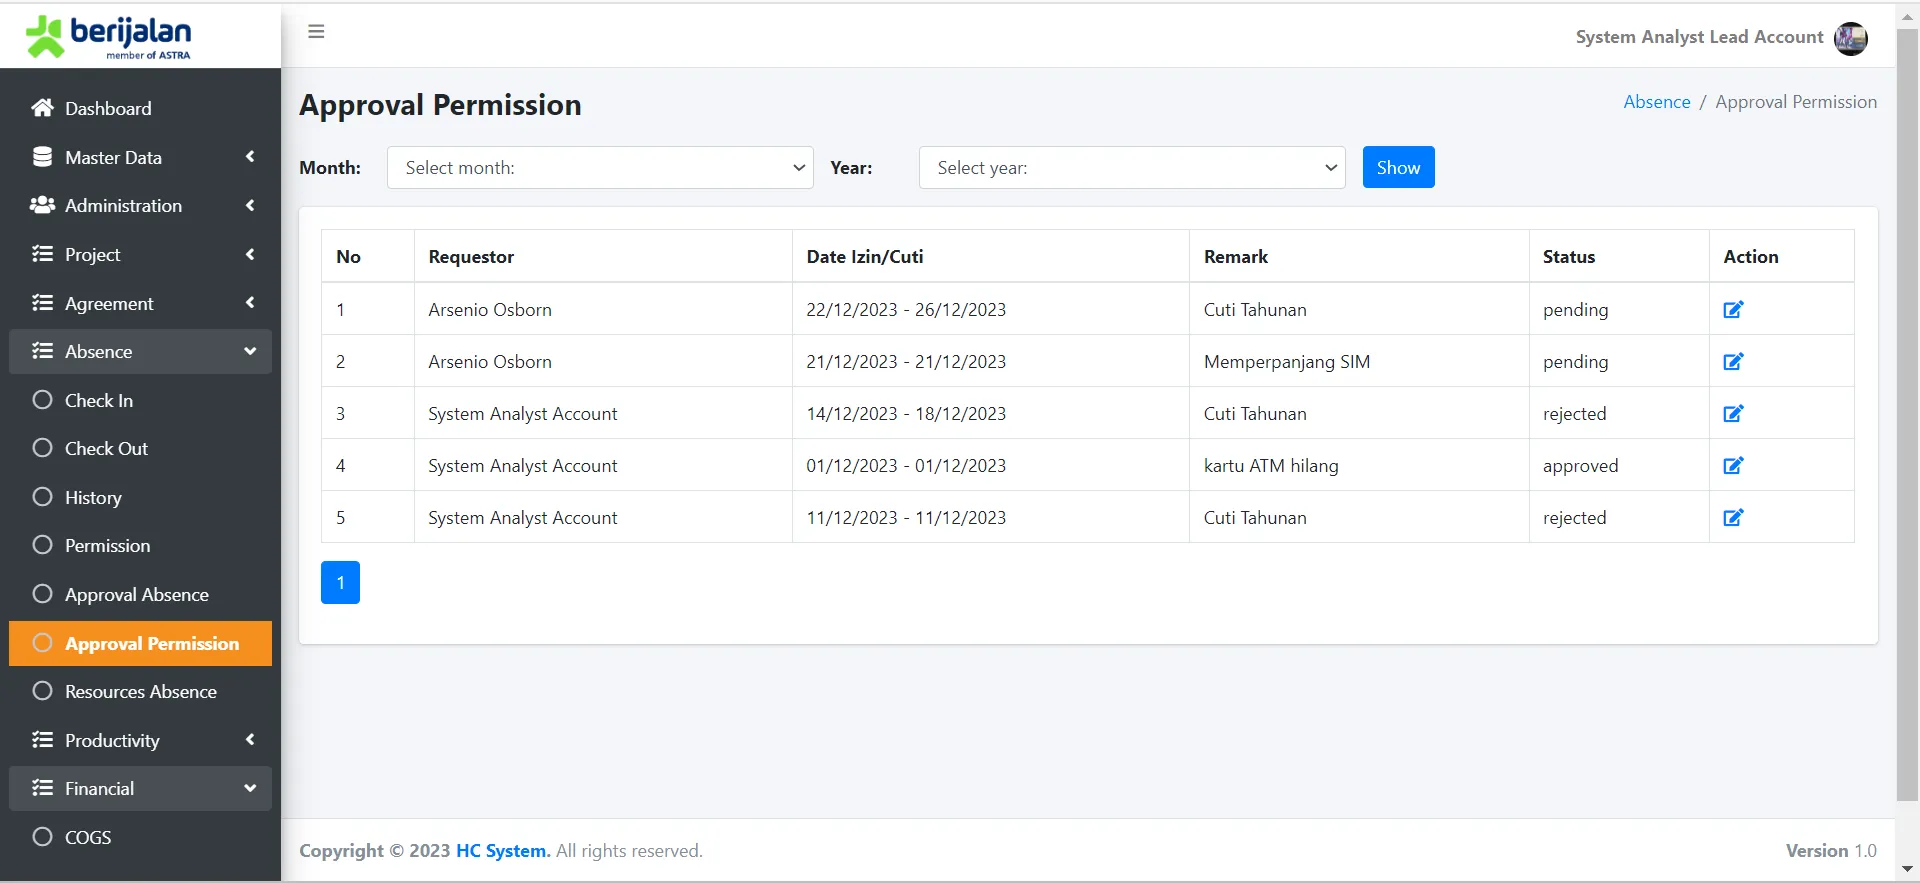 berijalan
member of ASTRA
System Analyst Lead Account
Dashboard
Master Data
Administration
Project
Agreement
Absence
Check In
Check Out
History
Permission
Approval Absence
Approval Permission
Resources Absence
Productivity
Financial
COGS
Approval Permission
Absence / Approval Permission
Month: Select month: Year: Select year: Show
No Requestor Date Izin/Cuti Remark Status Action
1 Arsenio Osborn 22/12/2023 - 26/12/2023 Cuti Tahunan pending
2 Arsenio Osborn 21/12/2023 - 21/12/2023 Memperpanjang SIM pending
3 System Analyst Account 14/12/2023 - 18/12/2023 Cuti Tahunan rejected
4 System Analyst Account 01/12/2023 - 01/12/2023 kartu ATM hilang approved
5 System Analyst Account 11/12/2023 - 11/12/2023 Cuti Tahunan rejected
1
Copyright © 2023 HC System. All rights reserved.
Version 1.0